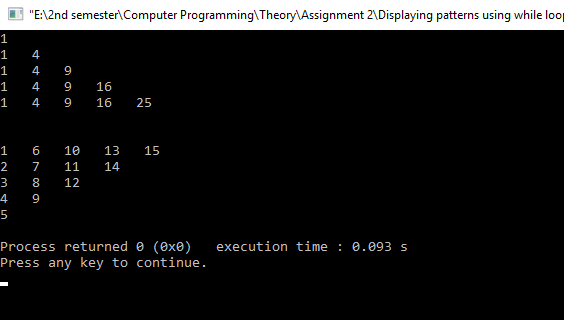 "E:\2nd semester\Computer Programming\Theory\Assignment 2\Displaying patterns using while loo
1
1 4
1 4 9
1 4 9 16
1 4 9 16 25
1 6 10 13 15
2 7 11 14
3 8 12
4 9
5
Process returned 0 (0x0) execution time : 0.093 s
Press any key to continue.